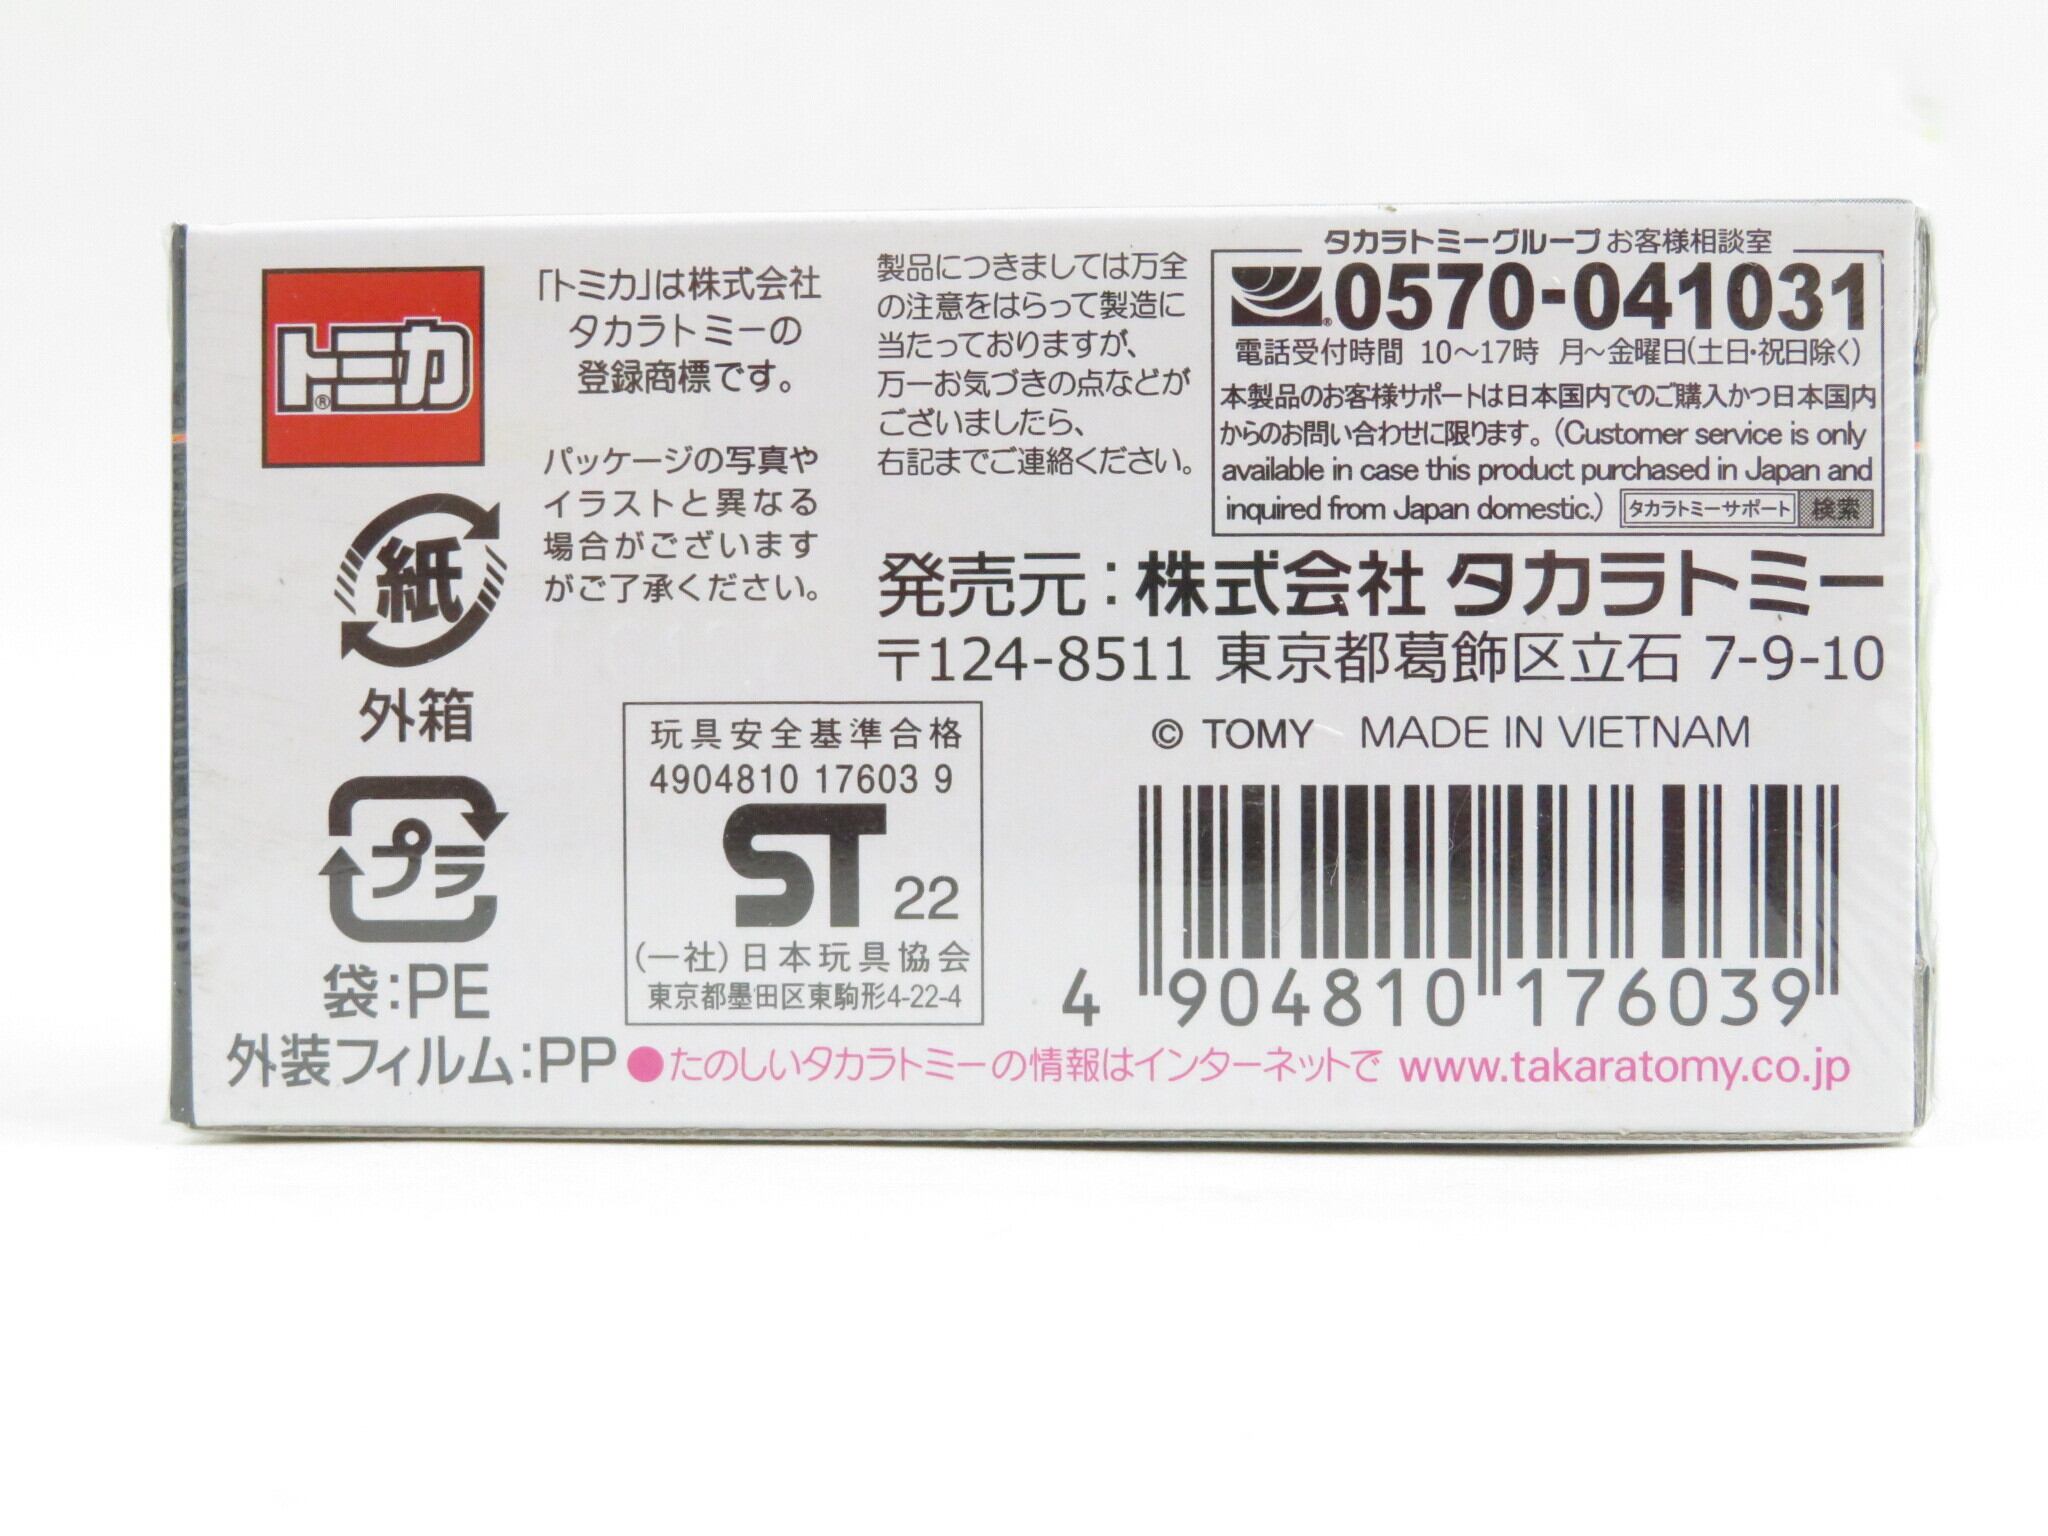 トミカ®
「トミカ」は株式会社
タカラトミーの
登録商標です。
パッケージの写真や
イラストと異なる
場合がございます
がご了承ください。
紙
外箱
プラ
袋:PE
外装フィルム:PP
製品につきましては万全
の注意をはらって製造に
当たっておりますが、
万一お気づきの点などが
ございましたら、
右記までご連絡ください。
タカラトミーグループお客様相談室
0570-041031
電話受付時間 10～17時 月～金曜日(土日・祝日除く)
本製品のお客様サポートは日本国内でのご購入かつ日本国内
からのお問い合わせに限ります。(Customer service is only
available in case this product purchased in Japan and
inquired from Japan domestic.) タカラトミーサポート 検索
発売元:株式会社 タカラトミー
〒124-8511 東京都葛飾区立石 7-9-10
© TOMY MADE IN VIETNAM
玩具安全基準合格
4904810 17603 9
ST 22
(一社)日本玩具協会
東京都墨田区東駒形4-22-4
4 904810 176039
●たのしいタカラトミーの情報はインターネットで www.takaratomy.co.jp